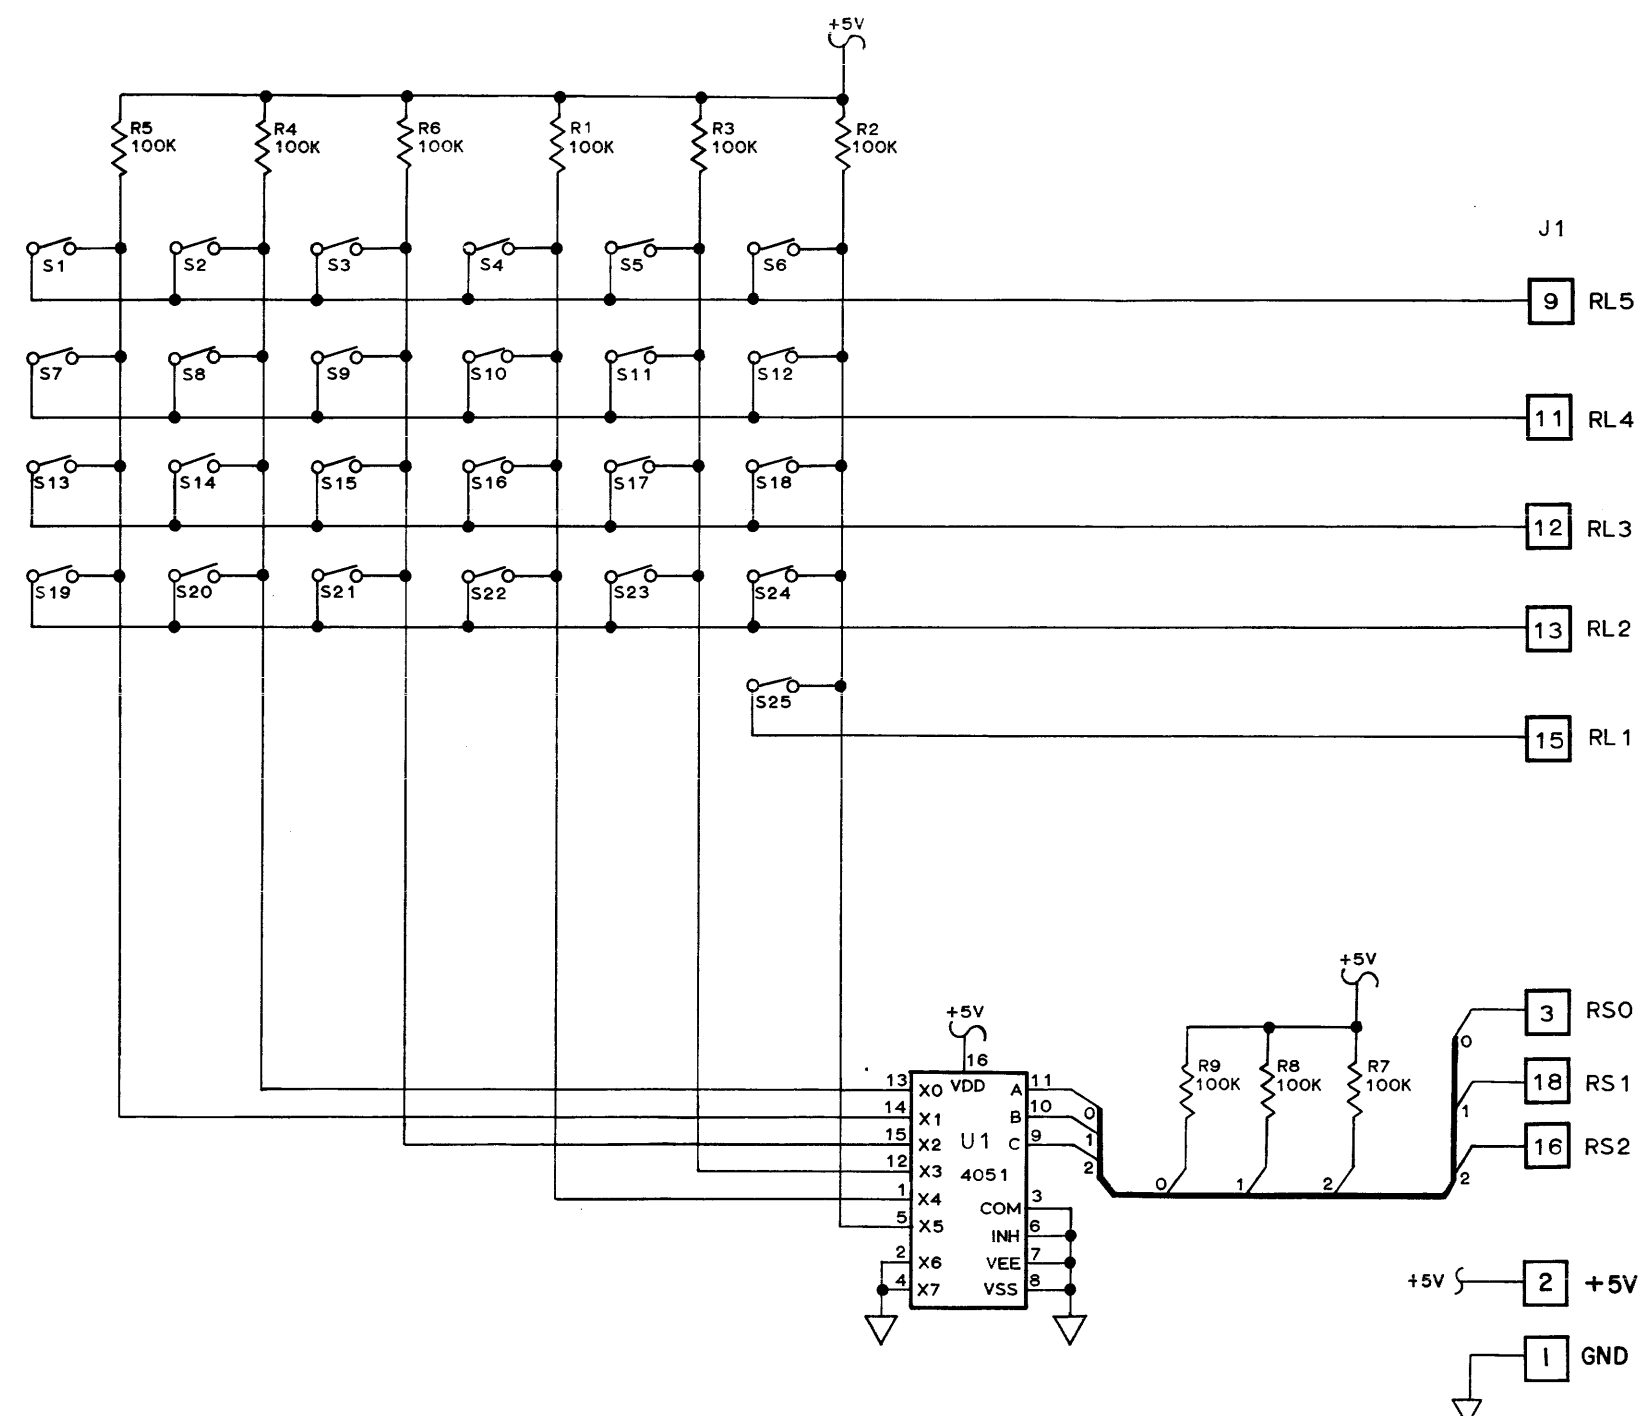 +5V
R5
100K
R4
100K
R6
100K
R1
100K
R3
100K
R2
100K
J1
S1
S2
S3
S4
S5
S6
9 RL5
S7
S8
S9
S10
S11
S12
11 RL4
S13
S14
S15
S16
S17
S18
12 RL3
S19
S20
S21
S22
S23
S24
13 RL2
S25
15 RL1
+5V
+5V
16
VDD
13 X0
14 X1
15 X2
12 X3
1 X4
5 X5
2 X6
4 X7
U1
4051
A 11
B 10
C 9
COM 3
INH 6
VEE 7
VSS 8
0
1
2
R9
100K
R8
100K
R7
100K
0
1
2
0
1
2
3 RS0
18 RS1
16 RS2
+5V 2 +5V
1 GND